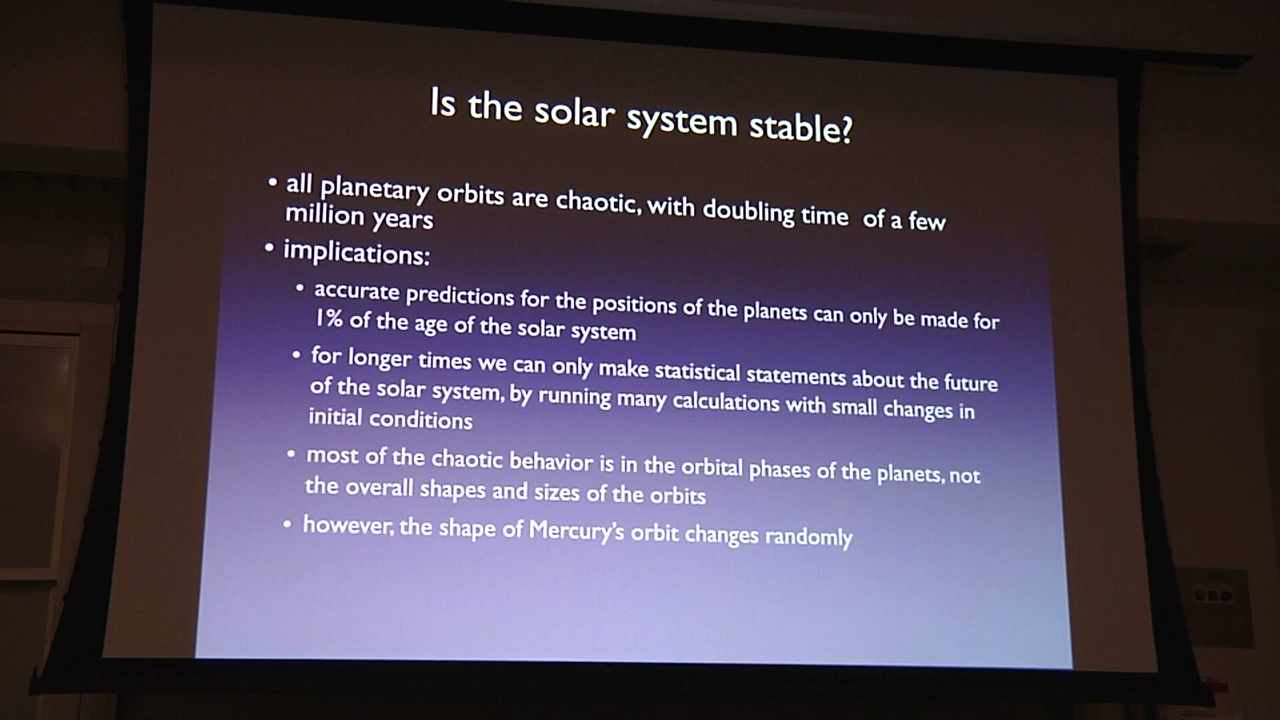 Is the solar system stable?
• all planetary orbits are chaotic, with doubling time of a few
million years
• implications:
• accurate predictions for the positions of the planets can only be made for
1% of the age of the solar system
• for longer times we can only make statistical statements about the future
of the solar system, by running many calculations with small changes in
initial conditions
• most of the chaotic behavior is in the orbital phases of the planets, not
the overall shapes and sizes of the orbits
• however, the shape of Mercury's orbit changes randomly